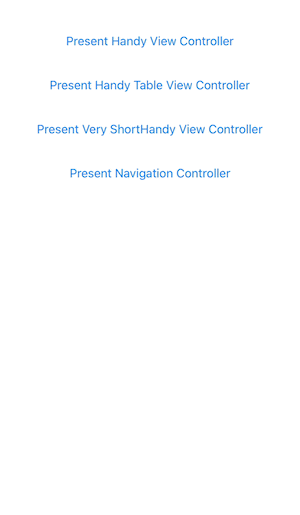 Present Handy View Controller
Present Handy Table View Controller
Present Very ShortHandy View Controller
Present Navigation Controller